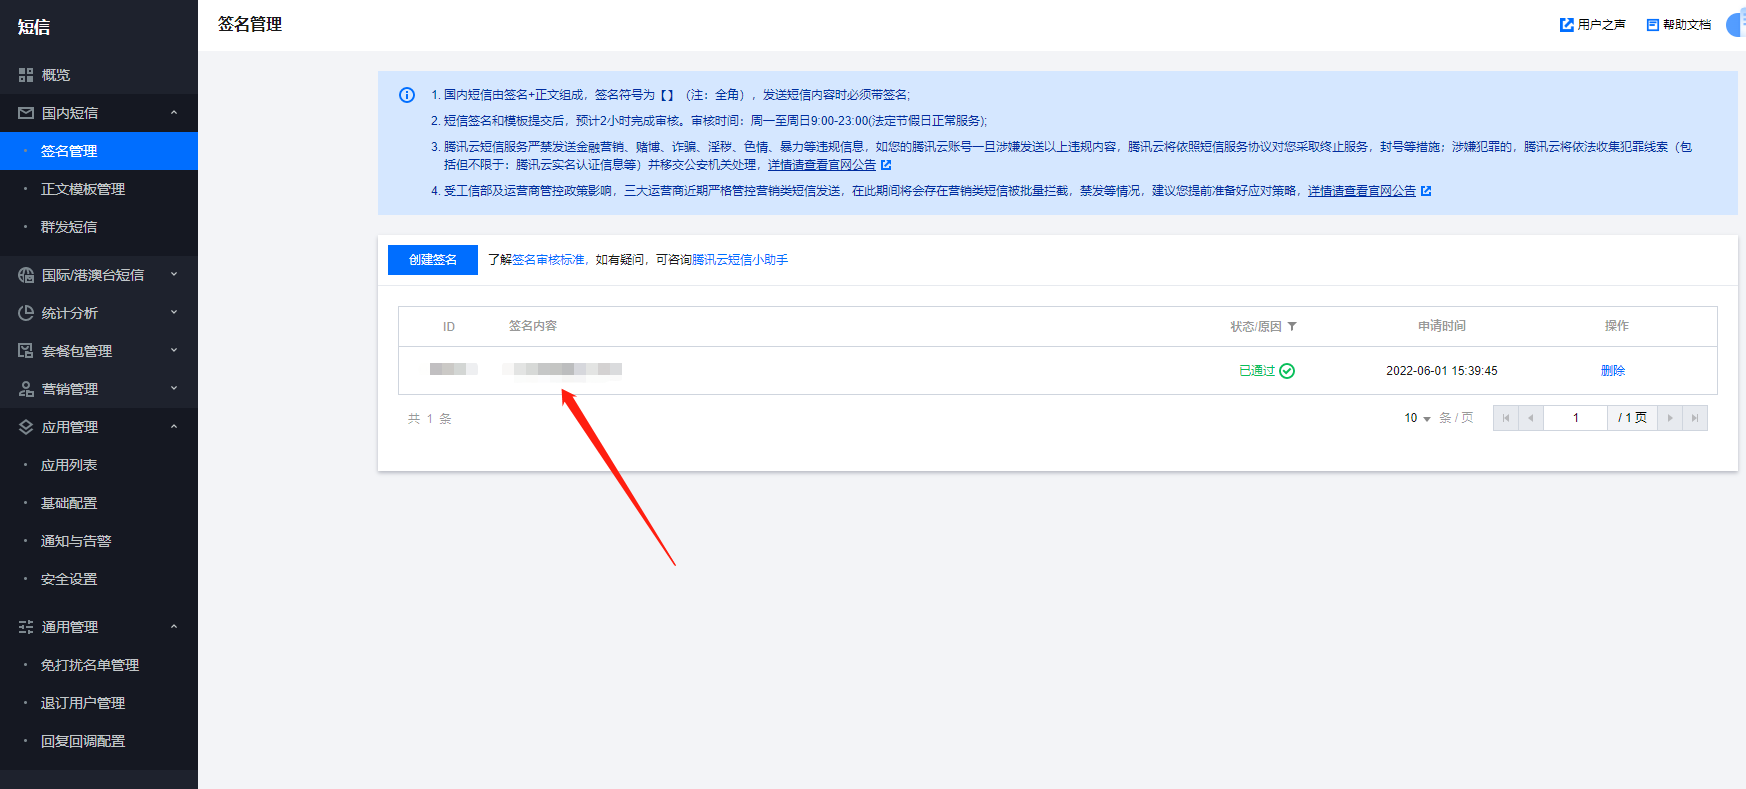 短信
签名管理
用户之声
帮助文档
概览
国内短信
签名管理
正文模板管理
群发短信
国际/港澳台短信
统计分析
套餐包管理
营销管理
应用管理
应用列表
基础配置
通知与告警
安全设置
通用管理
免打扰名单管理
退订用户管理
回复回调配置
1. 国内短信由签名+正文组成，签名符号为【】（注：全角），发送短信内容时必须带签名;
2. 短信签名和模板提交后，预计2小时完成审核。审核时间：周一至周日9:00-23:00(法定节假日正常服务);
3. 腾讯云短信服务严禁发送金融营销、赌博、诈骗、淫秽、色情、暴力等违规信息，如您的腾讯云账号一旦涉嫌发送以上违规内容，腾讯云将依照短信服务协议对您采取终止服务，封号等措施；涉嫌犯罪的，腾讯云将依法收集犯罪线索（包
括但不限于：腾讯云实名认证信息等）并移交公安机关处理，详情请查看官网公告
4. 受工信部及运营商管控政策影响，三大运营商近期严格管控营销类短信发送，在此期间将会存在营销类短信被批量拦截，禁发等情况，建议您提前准备好应对策略，详情请查看官网公告
创建签名
了解签名审核标准，如有疑问，可咨询腾讯云短信小助手
ID 签名内容 状态/原因 申请时间 操作
已通过 2022-06-01 15:39:45 删除
共 1 条
10 条 / 页 1 / 1 页